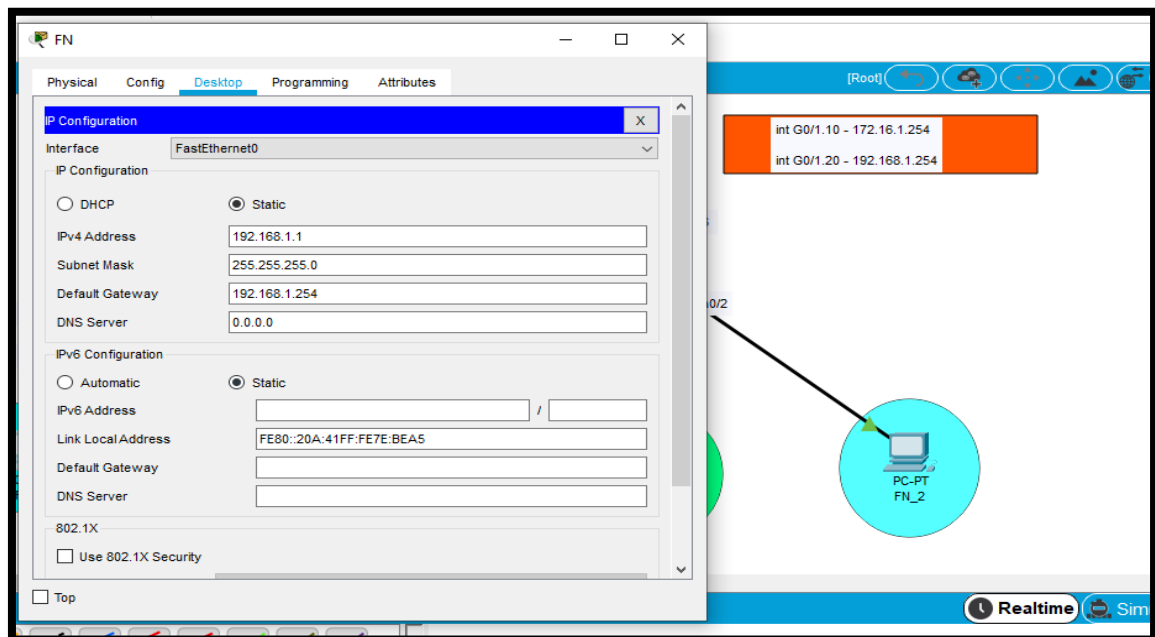 FN
Physical Config Desktop Programming Attributes
IP Configuration X
Interface FastEthernet0
IP Configuration
DHCP Static
IPv4 Address 192.168.1.1
Subnet Mask 255.255.255.0
Default Gateway 192.168.1.254
DNS Server 0.0.0.0
IPv6 Configuration
Automatic Static
IPv6 Address /
Link Local Address FE80::20A:41FF:FE7E:BEA5
Default Gateway
DNS Server
802.1X
Use 802.1X Security
Top
[Root]
int G0/1.10 - 172.16.1.254
int G0/1.20 - 192.168.1.254
0/2
PC-PT
FN_2
Realtime
Sim